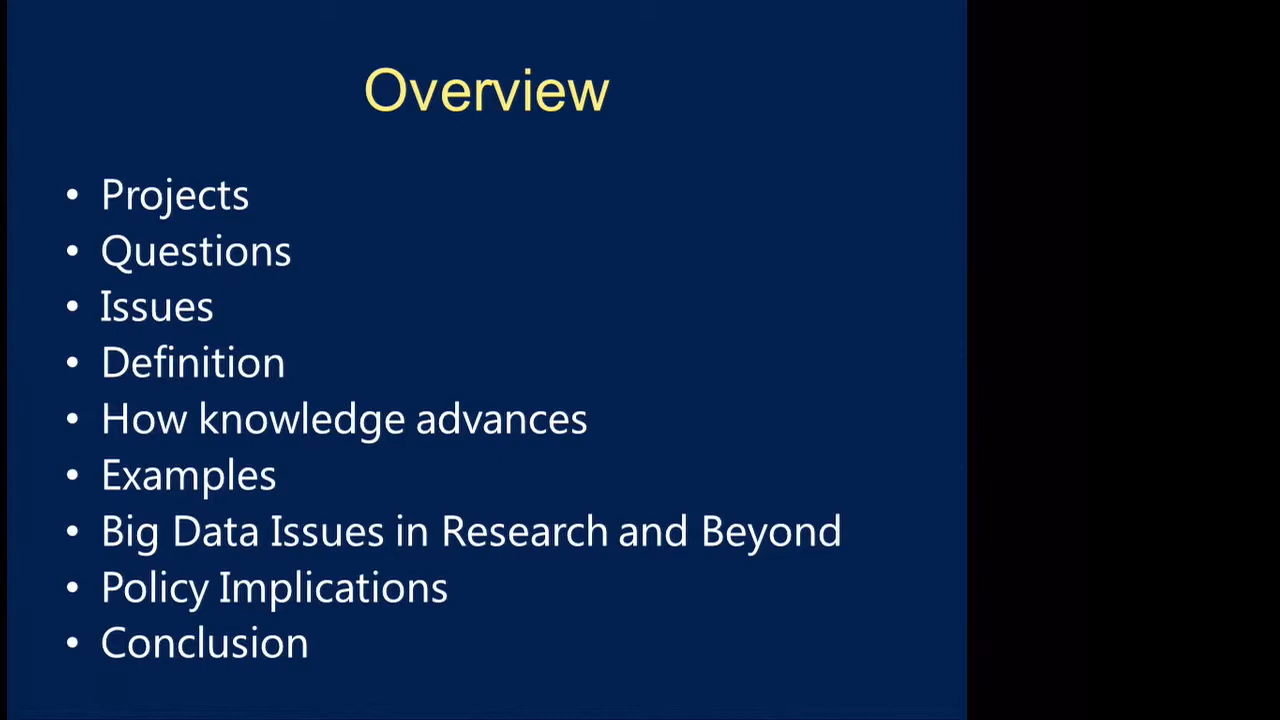 Overview
• Projects
• Questions
• Issues
• Definition
• How knowledge advances
• Examples
• Big Data Issues in Research and Beyond
• Policy Implications
• Conclusion